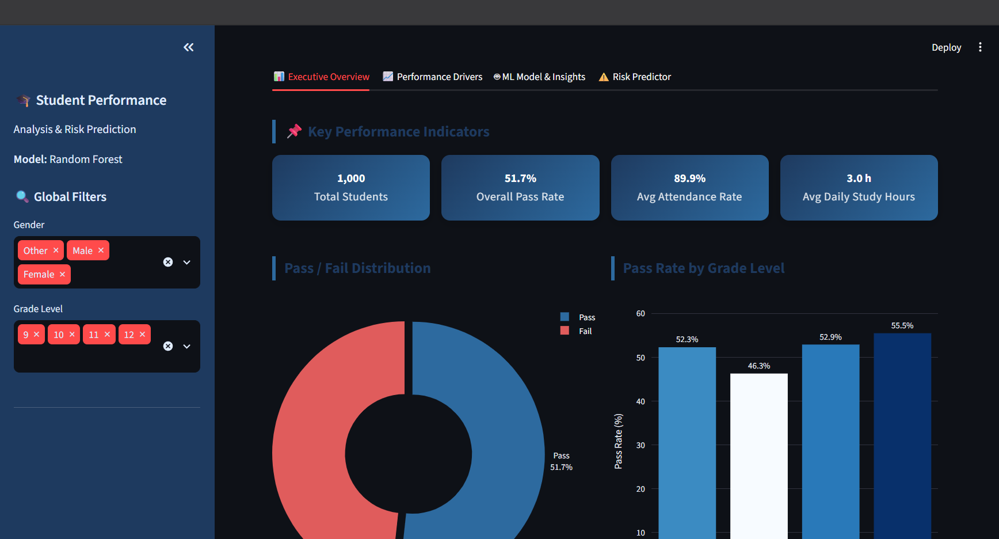 Deploy
Student Performance
Analysis & Risk Prediction
Model: Random Forest
Global Filters
Gender
Other × Male ×
Female ×
Grade Level
9 × 10 × 11 × 12 ×
Executive Overview Performance Drivers ML Model & Insights Risk Predictor
Key Performance Indicators
1,000
Total Students
51.7%
Overall Pass Rate
89.9%
Avg Attendance Rate
3.0 h
Avg Daily Study Hours
Pass / Fail Distribution
Pass
Fail
Pass
51.7%
Pass Rate by Grade Level
Pass Rate (%)
60
50
40
30
20
10
52.3%
46.3%
52.9%
55.5%